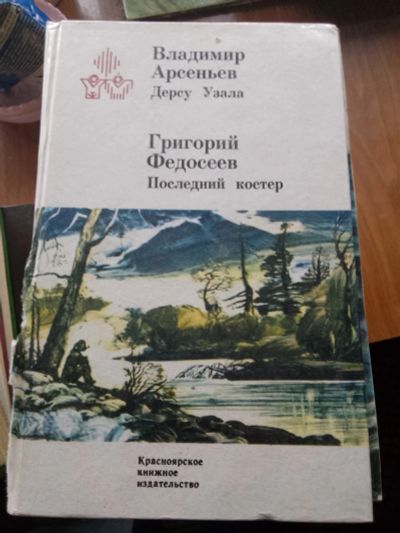 Владимир
Арсеньев
Дерсу Узала
Григорий
Федосеев
Последний костер
Красноярское
книжное
издательство